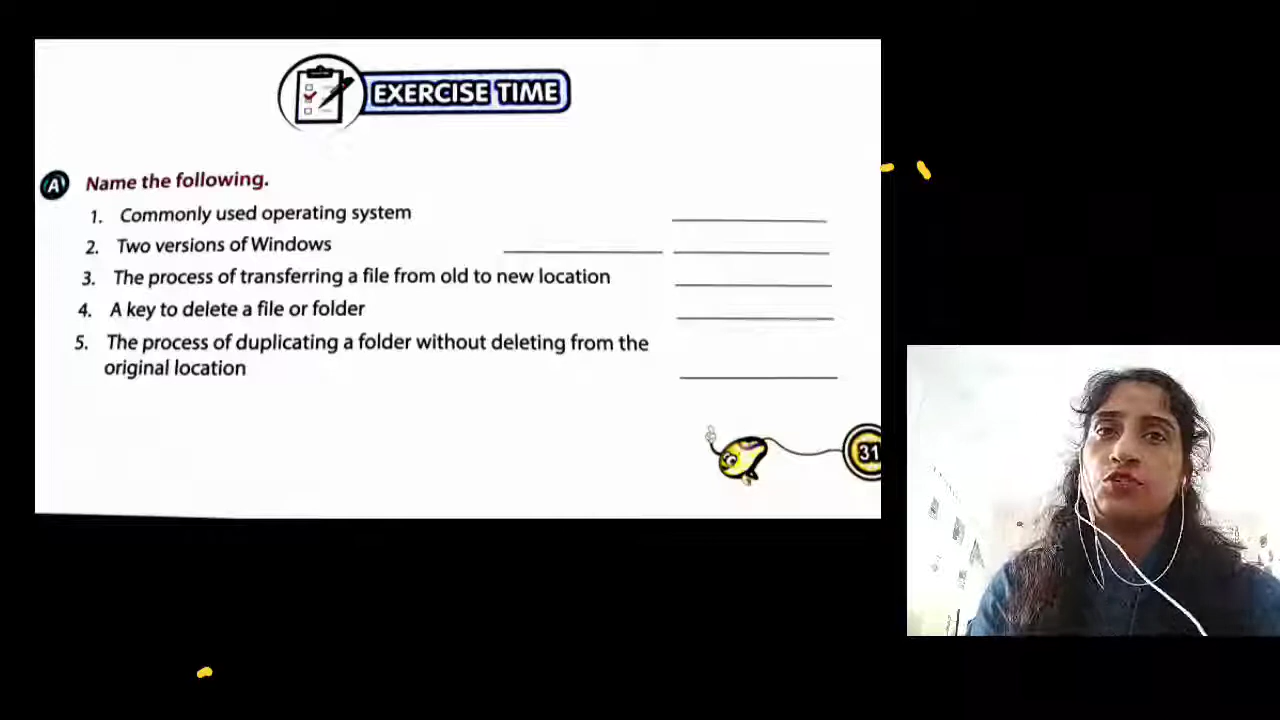 EXERCISE TIME
A Name the following.
1. Commonly used operating system
2. Two versions of Windows
3. The process of transferring a file from old to new location
4. A key to delete a file or folder
5. The process of duplicating a folder without deleting from the
original location
31